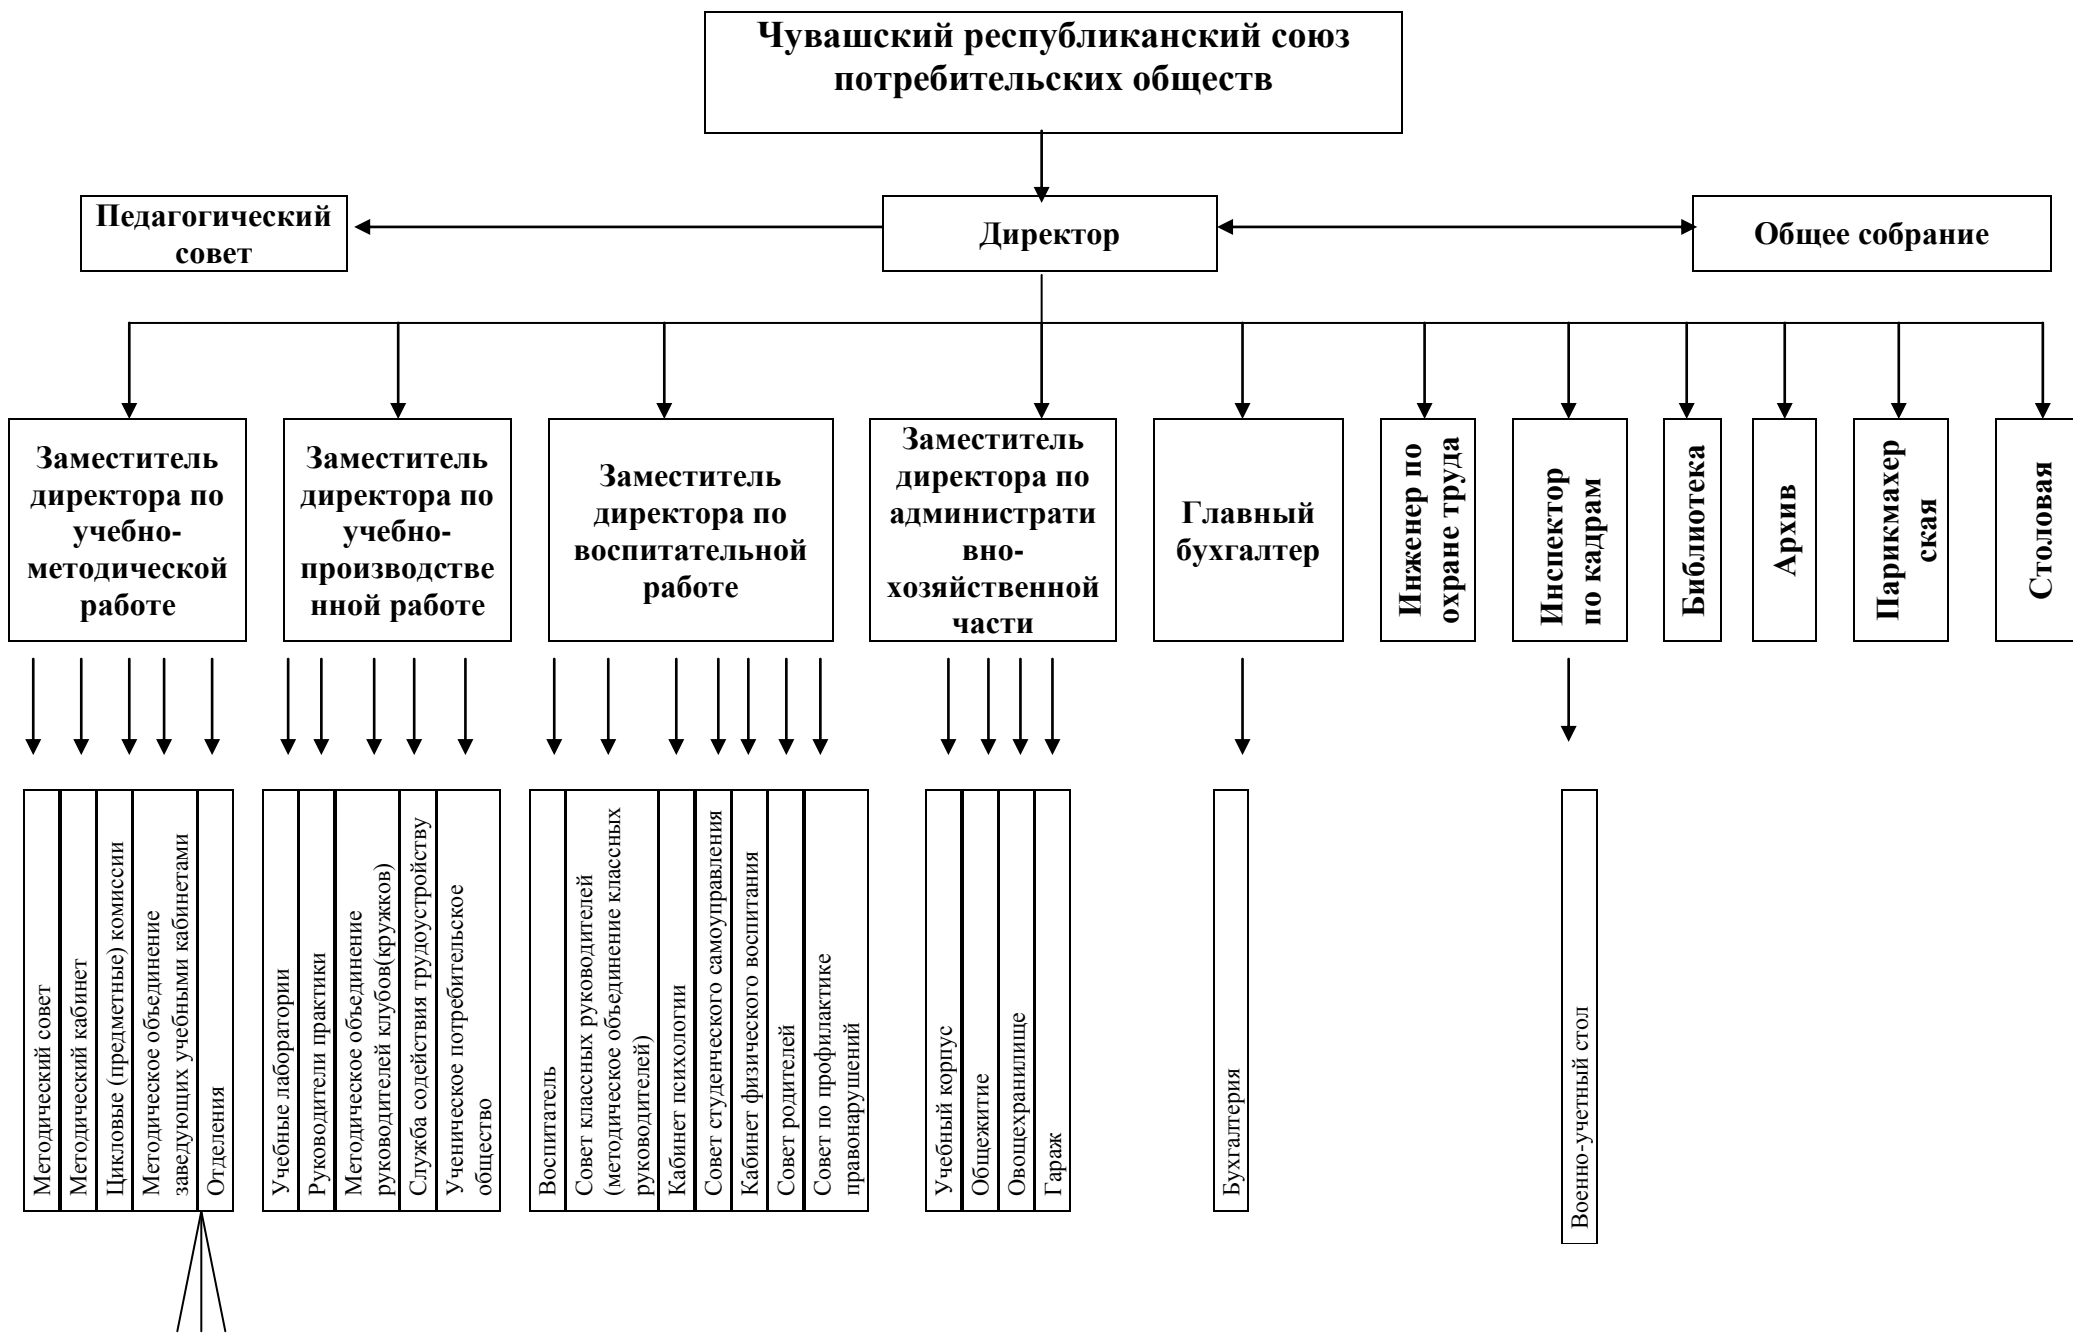 Чувашский республиканский союз
потребительских обществ
Педагогический
совет
Директор
Общее собрание
Заместитель
директора по
учебно-
методической
работе
Заместитель
директора по
учебно-
производстве
нной работе
Заместитель
директора по
воспитательной
работе
Заместитель
директора по
администрати
вно-
хозяйственной
части
Главный
бухгалтер
Инженер по
охране труда
Инспектор
по кадрам
Библиотека
Архив
Парикмахер
ская
Столовая
Методический совет
Методический кабинет
Цикловые (предметные) комиссии
Методическое объединение
заведующих учебными кабинетами
Отделения
Учебные лаборатории
Руководители практики
Методическое объединение
руководителей клубов(кружков)
Служба содействия трудоустройству
Ученическое потребительское
общество
Воспитатель
Совет классных руководителей
(методическое объединение классных
руководителей)
Кабинет психологии
Совет студенческого самоуправления
Кабинет физического воспитания
Совет родителей
Совет по профилактике
правонарушений
Учебный корпус
Общежитие
Овощехранилище
Гараж
Бухгалтерия
Военно-учетный стол